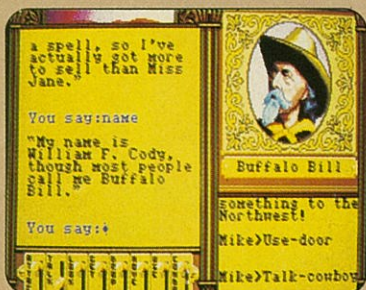 a spell, so I've
actually got more
to sell than Miss
Jane."
You say:name
"My name is
William F. Cody,
though most people
call me Buffalo
Bill."
You say:
Buffalo Bill
something to the
Northwest!
Mike>Use-door
Mike>Talk-cowboy